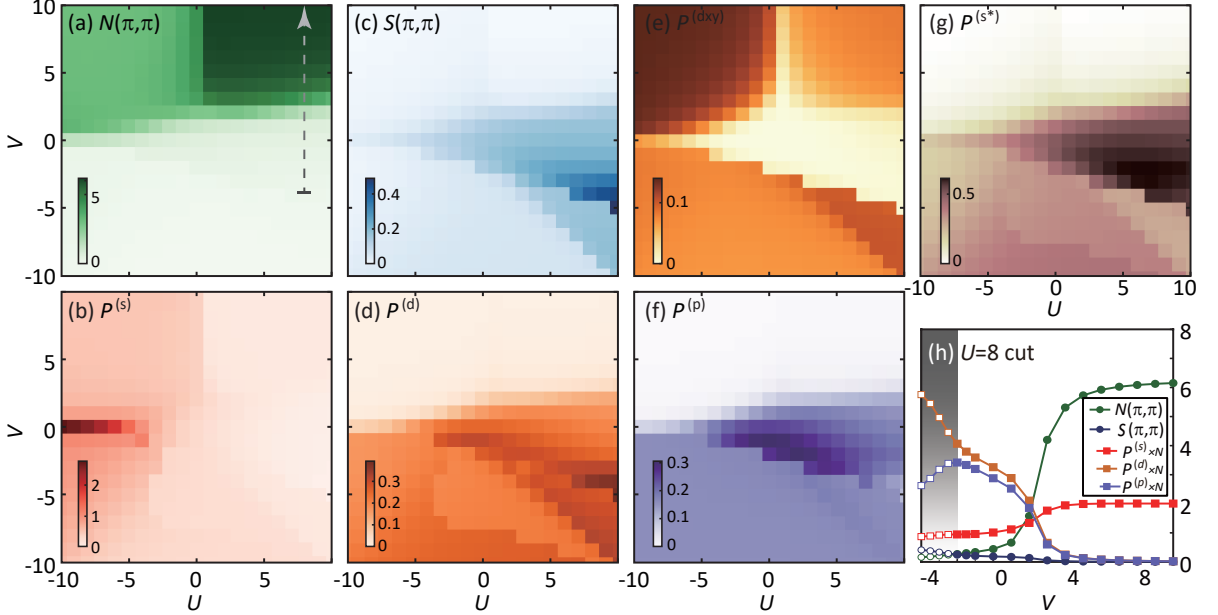 (a) N(π,π)
(c) S(π,π)
(e) P(dxy)
(g) P(s*)
10
5
0
-5
-10
V
5
0
0.4
0.2
0
0.1
0
0.5
0
-10 -5 0 5 10
U
(b) P(s)
(d) P(d)
(f) P(p)
(h) U=8 cut
5
0
-5
-10
V
2
1
0
0.3
0.2
0.1
0
0.3
0.2
0.1
0
N(π,π)
S(π,π)
P(s)×N
P(d)×N
P(p)×N
8
6
4
2
0
-10 -5 0 5
U
-5 0 5
U
-5 0 5 10
U
-4 0 4 8
V